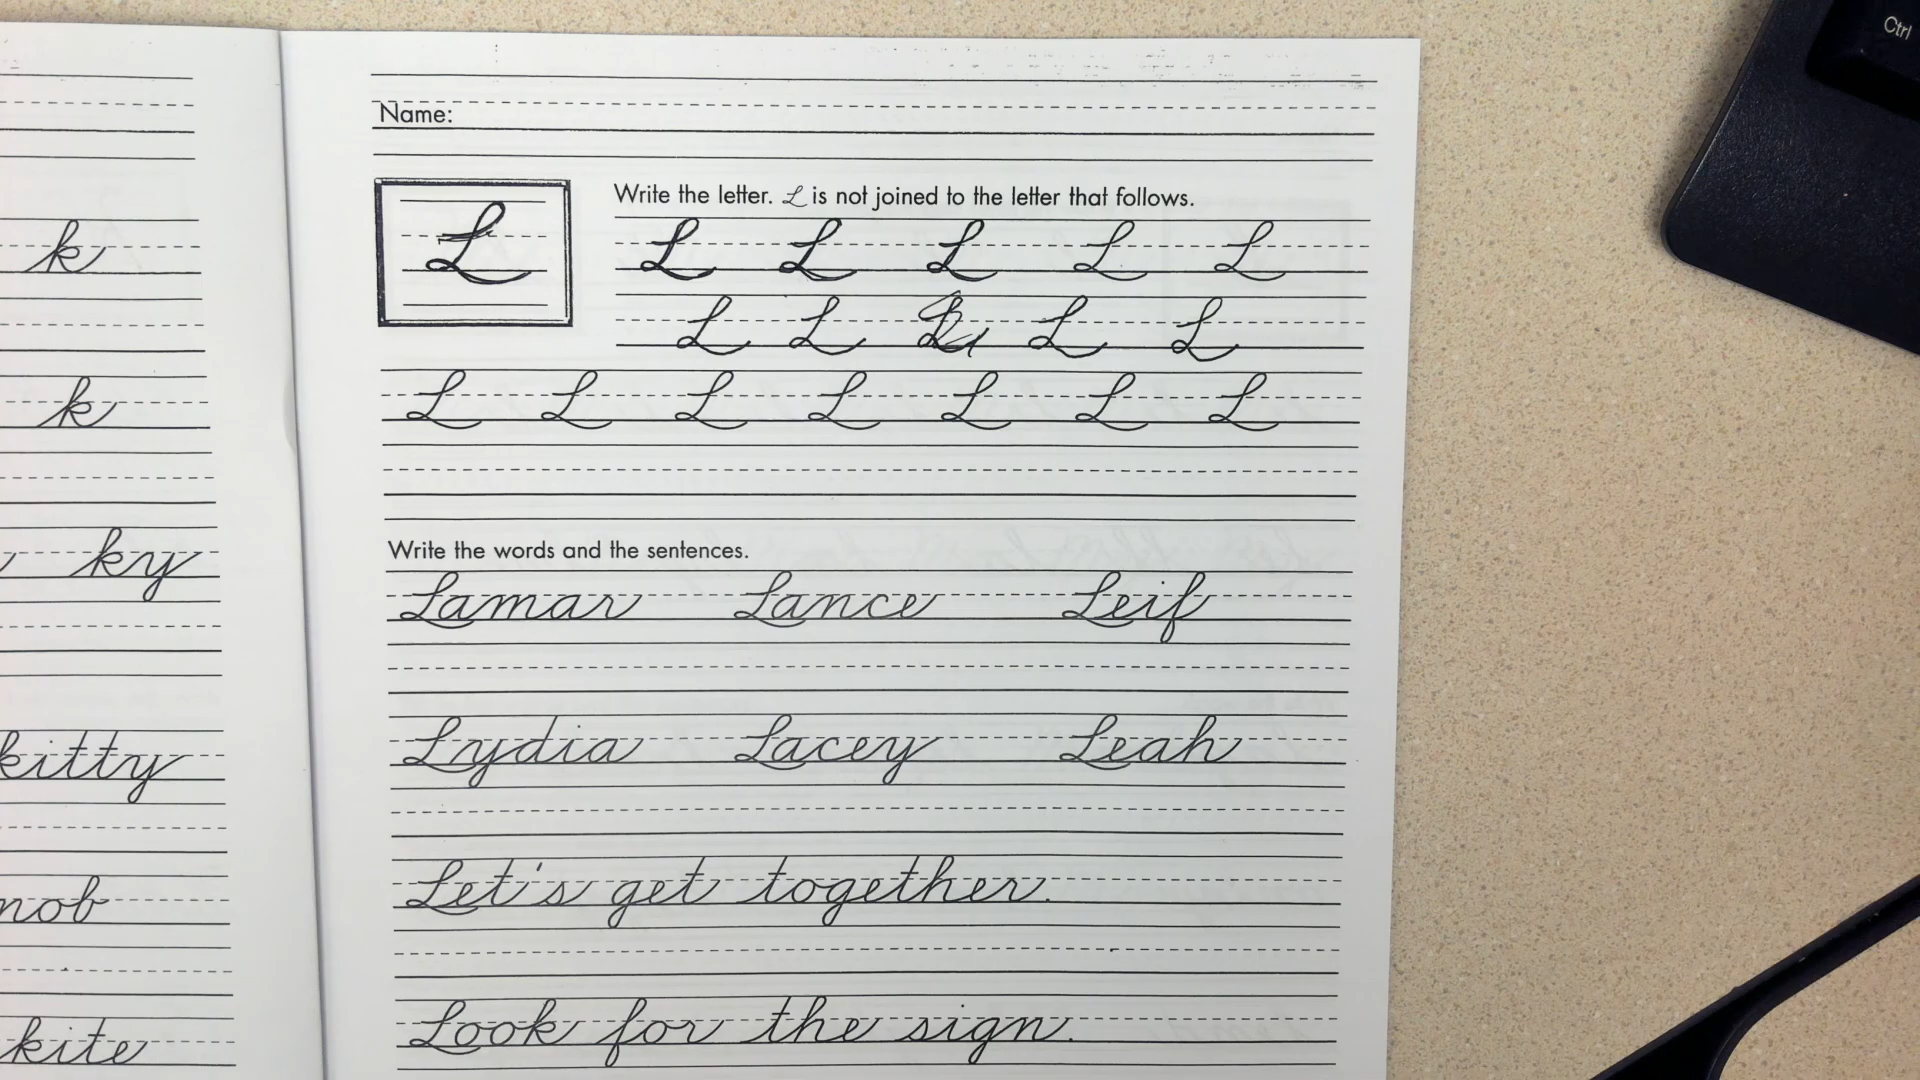 Ctrl
Name:
k
Write the letter. L is not joined to the letter that follows.
L
L L L L L
L L L L
k
L L L L L L L
ky
Write the words and the sentences.
Lamar Lance Leif
kitty
Lydia Lacey Leah
Let's get together.
kite
Look for the sign.